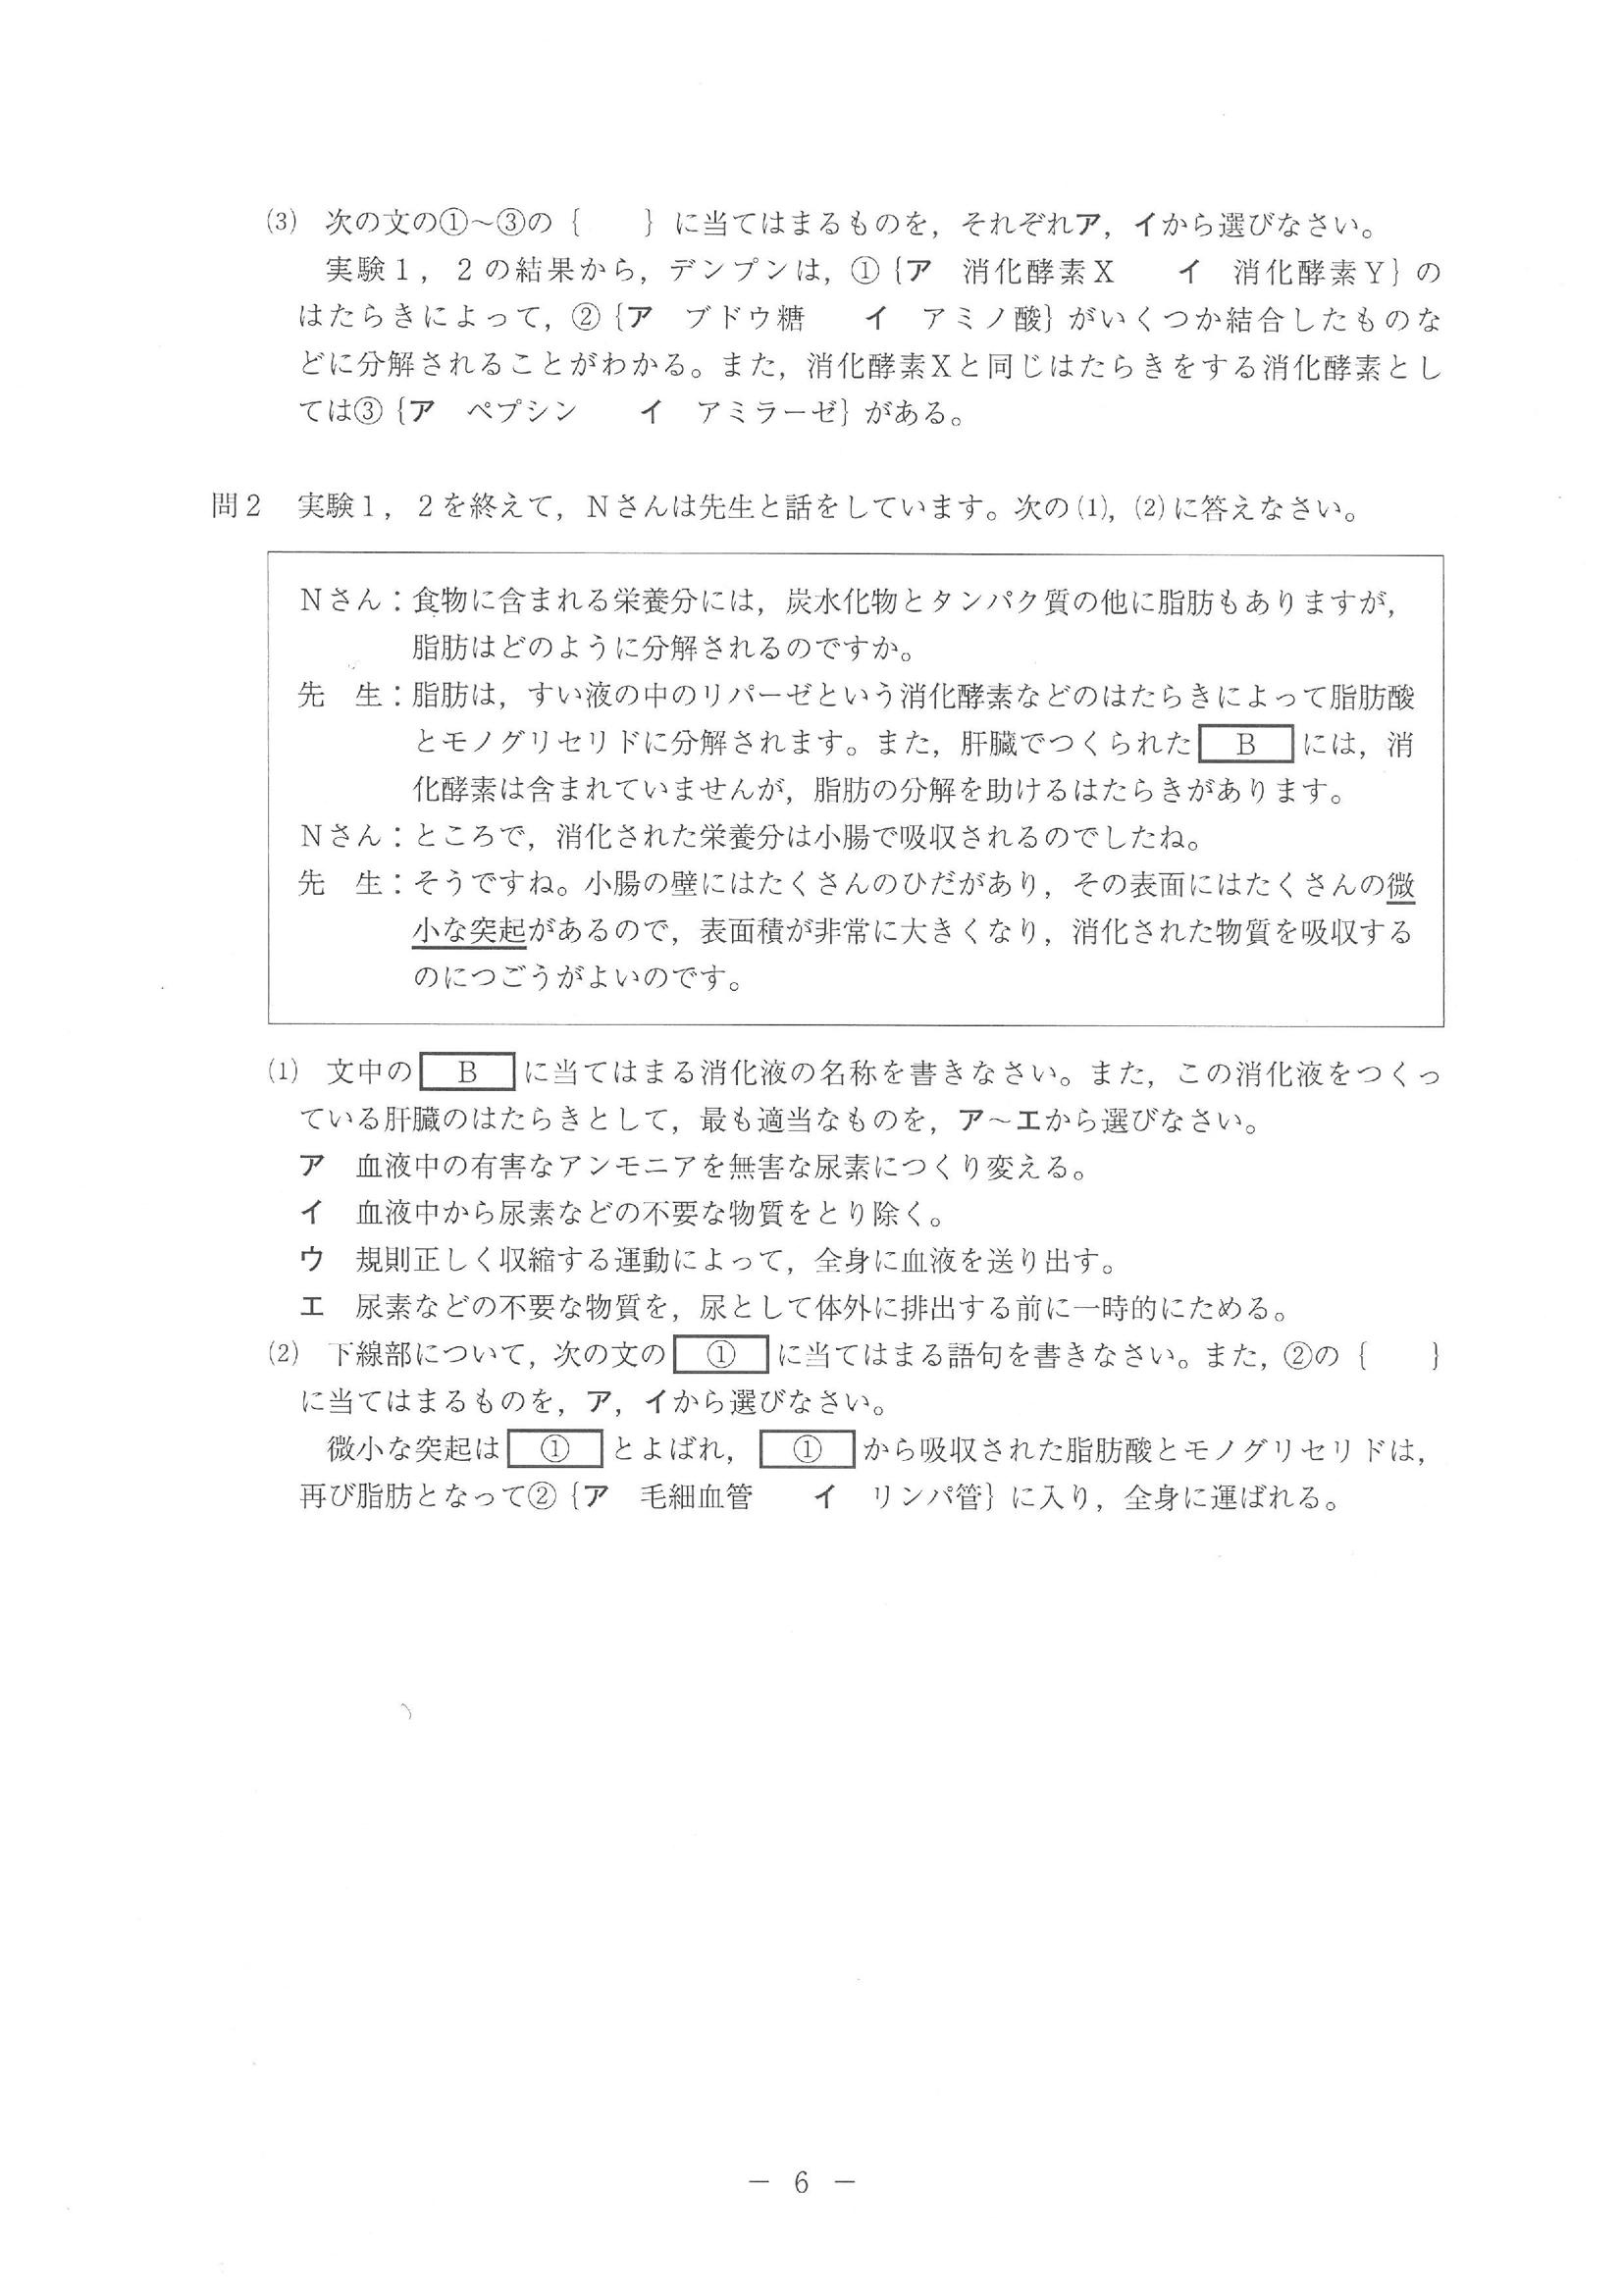 (3) 次の文の①～③の｛　　｝に当てはまるものを，それぞれア，イから選びなさい。
実験１，２の結果から，デンプンは，①｛ア　消化酵素Ｘ　　イ　消化酵素Ｙ｝の
はたらきによって，②｛ア　ブドウ糖　　イ　アミノ酸｝がいくつか結合したものな
どに分解されることがわかる。また，消化酵素Ｘと同じはたらきをする消化酵素とし
ては③｛ア　ペプシン　　イ　アミラーゼ｝がある。
問２　実験１，２を終えて，Ｎさんは先生と話をしています。次の(1)，(2)に答えなさい。
Ｎさん：食物に含まれる栄養分には，炭水化物とタンパク質の他に脂肪もありますが，
脂肪はどのように分解されるのですか。
先　生：脂肪は，すい液の中のリパーゼという消化酵素などのはたらきによって脂肪酸
とモノグリセリドに分解されます。また，肝臓でつくられた Ｂ には，消
化酵素は含まれていませんが，脂肪の分解を助けるはたらきがあります。
Ｎさん：ところで，消化された栄養分は小腸で吸収されるのでしたね。
先　生：そうですね。小腸の壁にはたくさんのひだがあり，その表面にはたくさんの微
小な突起があるので，表面積が非常に大きくなり，消化された物質を吸収する
のにつごうがよいのです。
(1) 文中の Ｂ に当てはまる消化液の名称を書きなさい。また，この消化液をつくっ
ている肝臓のはたらきとして，最も適当なものを，ア～エから選びなさい。
ア　血液中の有害なアンモニアを無害な尿素につくり変える。
イ　血液中から尿素などの不要な物質をとり除く。
ウ　規則正しく収縮する運動によって，全身に血液を送り出す。
エ　尿素などの不要な物質を，尿として体外に排出する前に一時的にためる。
(2) 下線部について，次の文の ① に当てはまる語句を書きなさい。また，②の｛　　｝
に当てはまるものを，ア，イから選びなさい。
微小な突起は ① とよばれ， ① から吸収された脂肪酸とモノグリセリドは，
再び脂肪となって②｛ア　毛細血管　　イ　リンパ管｝に入り，全身に運ばれる。
－ 6 －